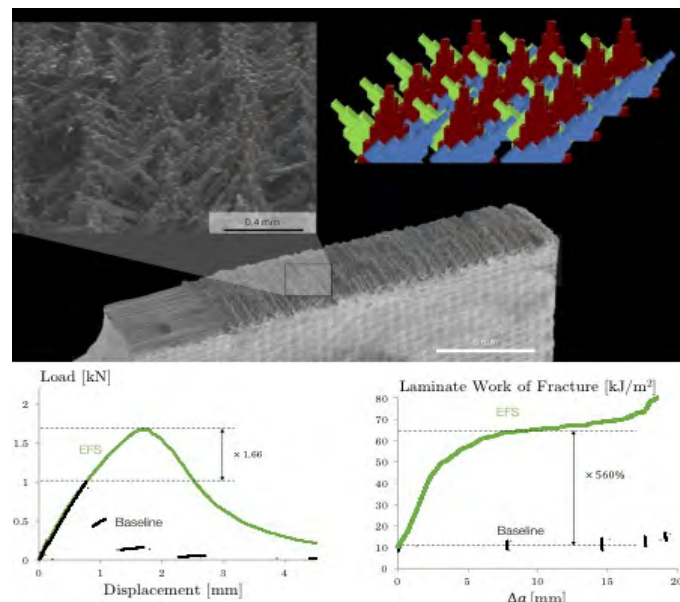 0.4 mm
Load [kN]
2
1.5
1
0.5
0
EFS
Baseline
× 1.66
0
1
2
3
4
Displacement [mm]
Laminate Work of Fracture [kJ/m²]
80
70
60
50
40
30
20
10
0
EFS
Baseline
× 560%
0
5
10
15
20
Δa [mm]